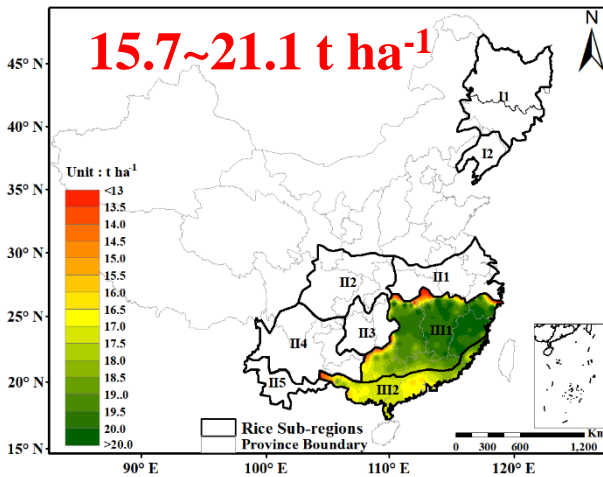 15.7~21.1 t ha-1
N
45° N
40° N
35° N
30° N
25° N
20° N
15° N
I1
I2
Unit : t ha-1
<13
13.5
14.0
14.5
15.0
15.5
16.0
16.5
17.0
17.5
18.0
18.5
19.0
19.5
20.0
>20.0
II1
II2
II3
II4
II5
III1
III2
Rice Sub-regions
Province Boundary
Km
0 300 600 1,200
90° E 100° E 110° E 120° E